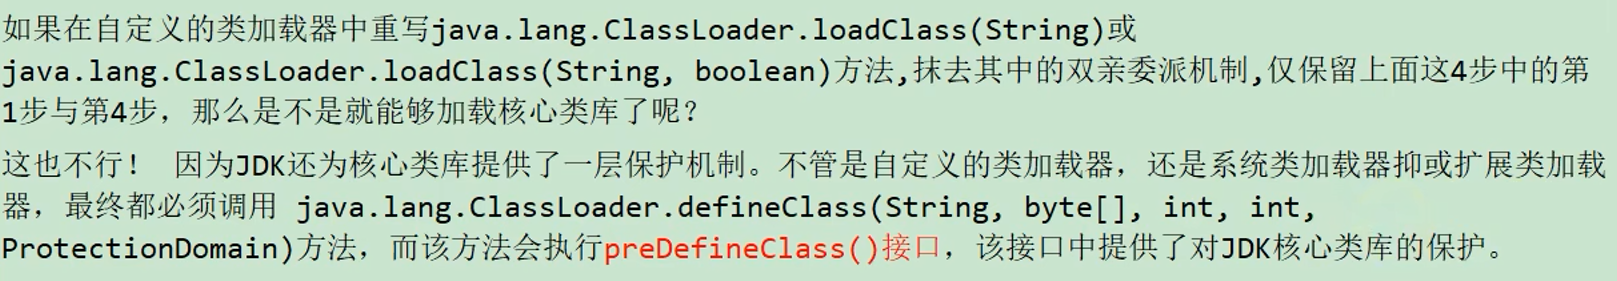 如果在自定义的类加载器中重写java.lang.ClassLoader.loadClass(String)或
java.lang.ClassLoader.loadClass(String, boolean)方法,抹去其中的双亲委派机制,仅保留上面这4步中的第
1步与第4步，那么是不是就能够加载核心类库了呢？
这也不行！ 因为JDK还为核心类库提供了一层保护机制。不管是自定义的类加载器，还是系统类加载器抑或扩展类加载
器，最终都必须调用 java.lang.ClassLoader.defineClass(String, byte[], int, int,
ProtectionDomain)方法，而该方法会执行preDefineClass()接口，该接口中提供了对JDK核心类库的保护。